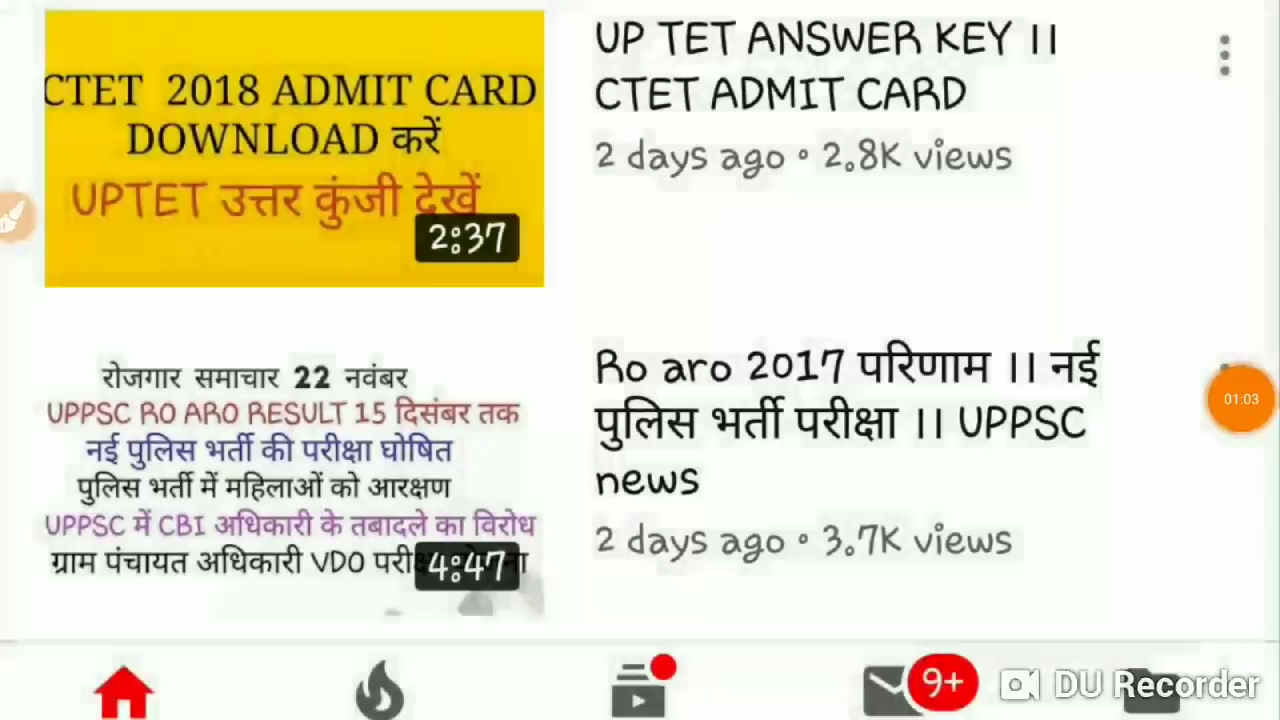 CTET 2018 ADMIT CARD
DOWNLOAD करें
UPTET उत्तर कुंजी देखें
2:37
UP TET ANSWER KEY ।।
CTET ADMIT CARD
2 days ago • 2.8K views
रोजगार समाचार 22 नवंबर
UPPSC RO ARO RESULT 15 दिसंबर तक
नई पुलिस भर्ती की परीक्षा घोषित
पुलिस भर्ती में महिलाओं को आरक्षण
UPPSC में CBI अधिकारी के तबादले का विरोध
ग्राम पंचायत अधिकारी VDO
4:47
Ro aro 2017 परिणाम ।। नई
पुलिस भर्ती परीक्षा ।। UPPSC
news
2 days ago • 3.7K views
01:03
9+
DU Recorder